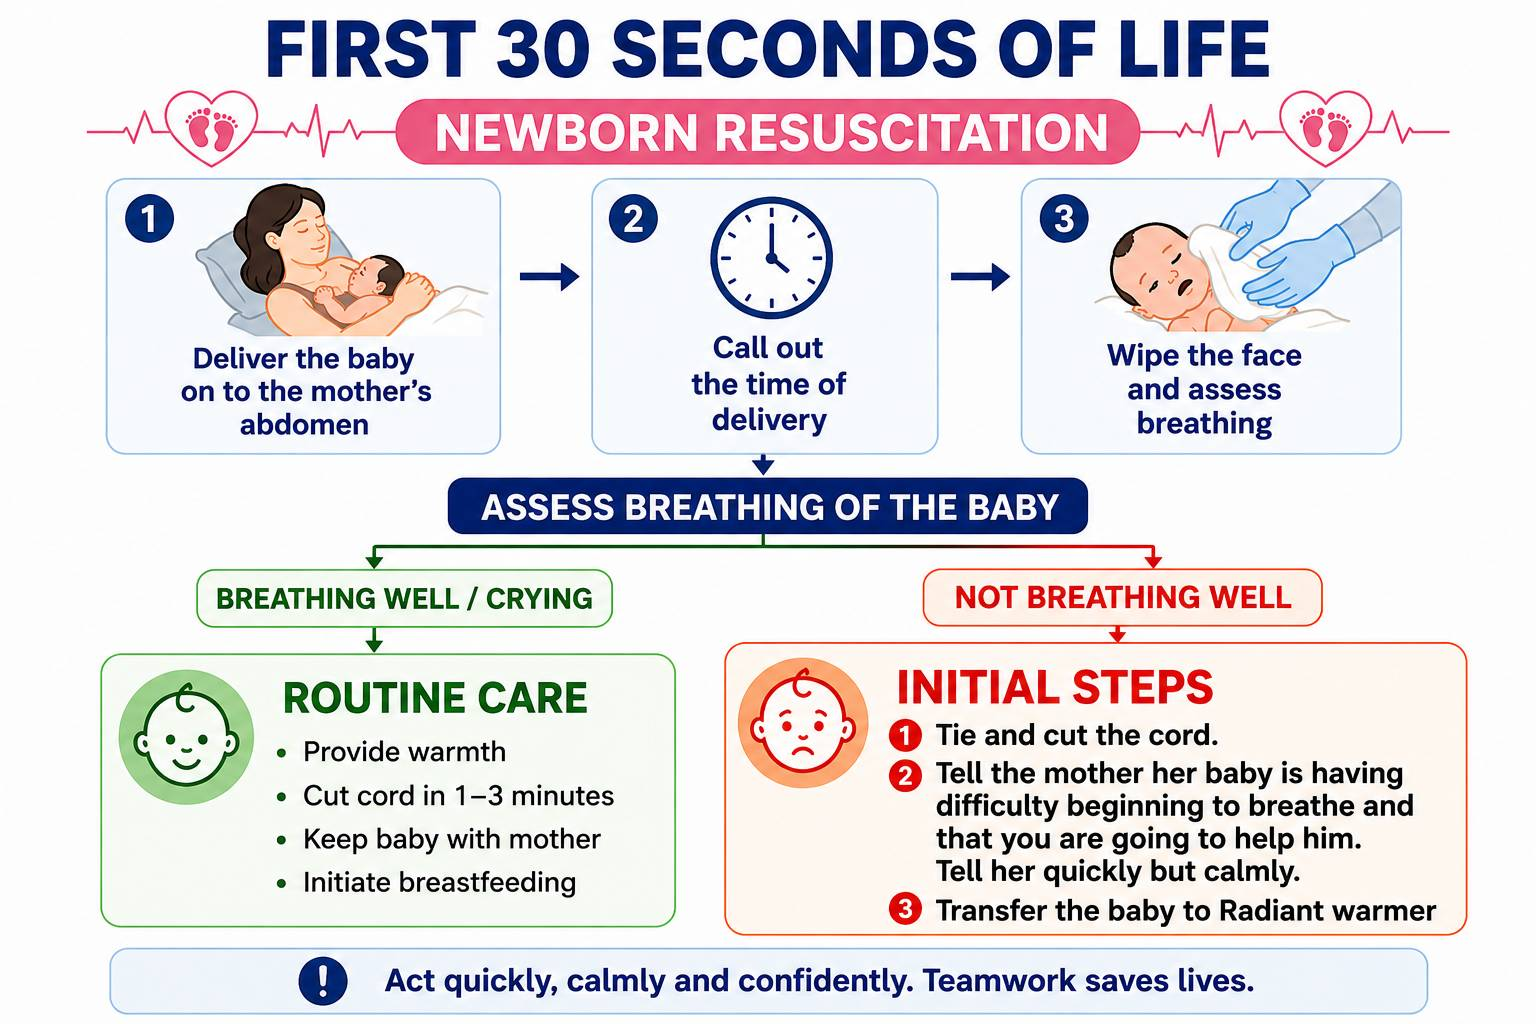 FIRST 30 SECONDS OF LIFE
NEWBORN RESUSCITATION
1
Deliver the baby
on to the mother's
abdomen
2
Call out
the time of
delivery
3
Wipe the face
and assess
breathing
ASSESS BREATHING OF THE BABY
BREATHING WELL / CRYING
ROUTINE CARE
• Provide warmth
• Cut cord in 1–3 minutes
• Keep baby with mother
• Initiate breastfeeding
NOT BREATHING WELL
INITIAL STEPS
1 Tie and cut the cord.
2 Tell the mother her baby is having
difficulty beginning to breathe and
that you are going to help him.
Tell her quickly but calmly.
3 Transfer the baby to Radiant warmer
! Act quickly, calmly and confidently. Teamwork saves lives.